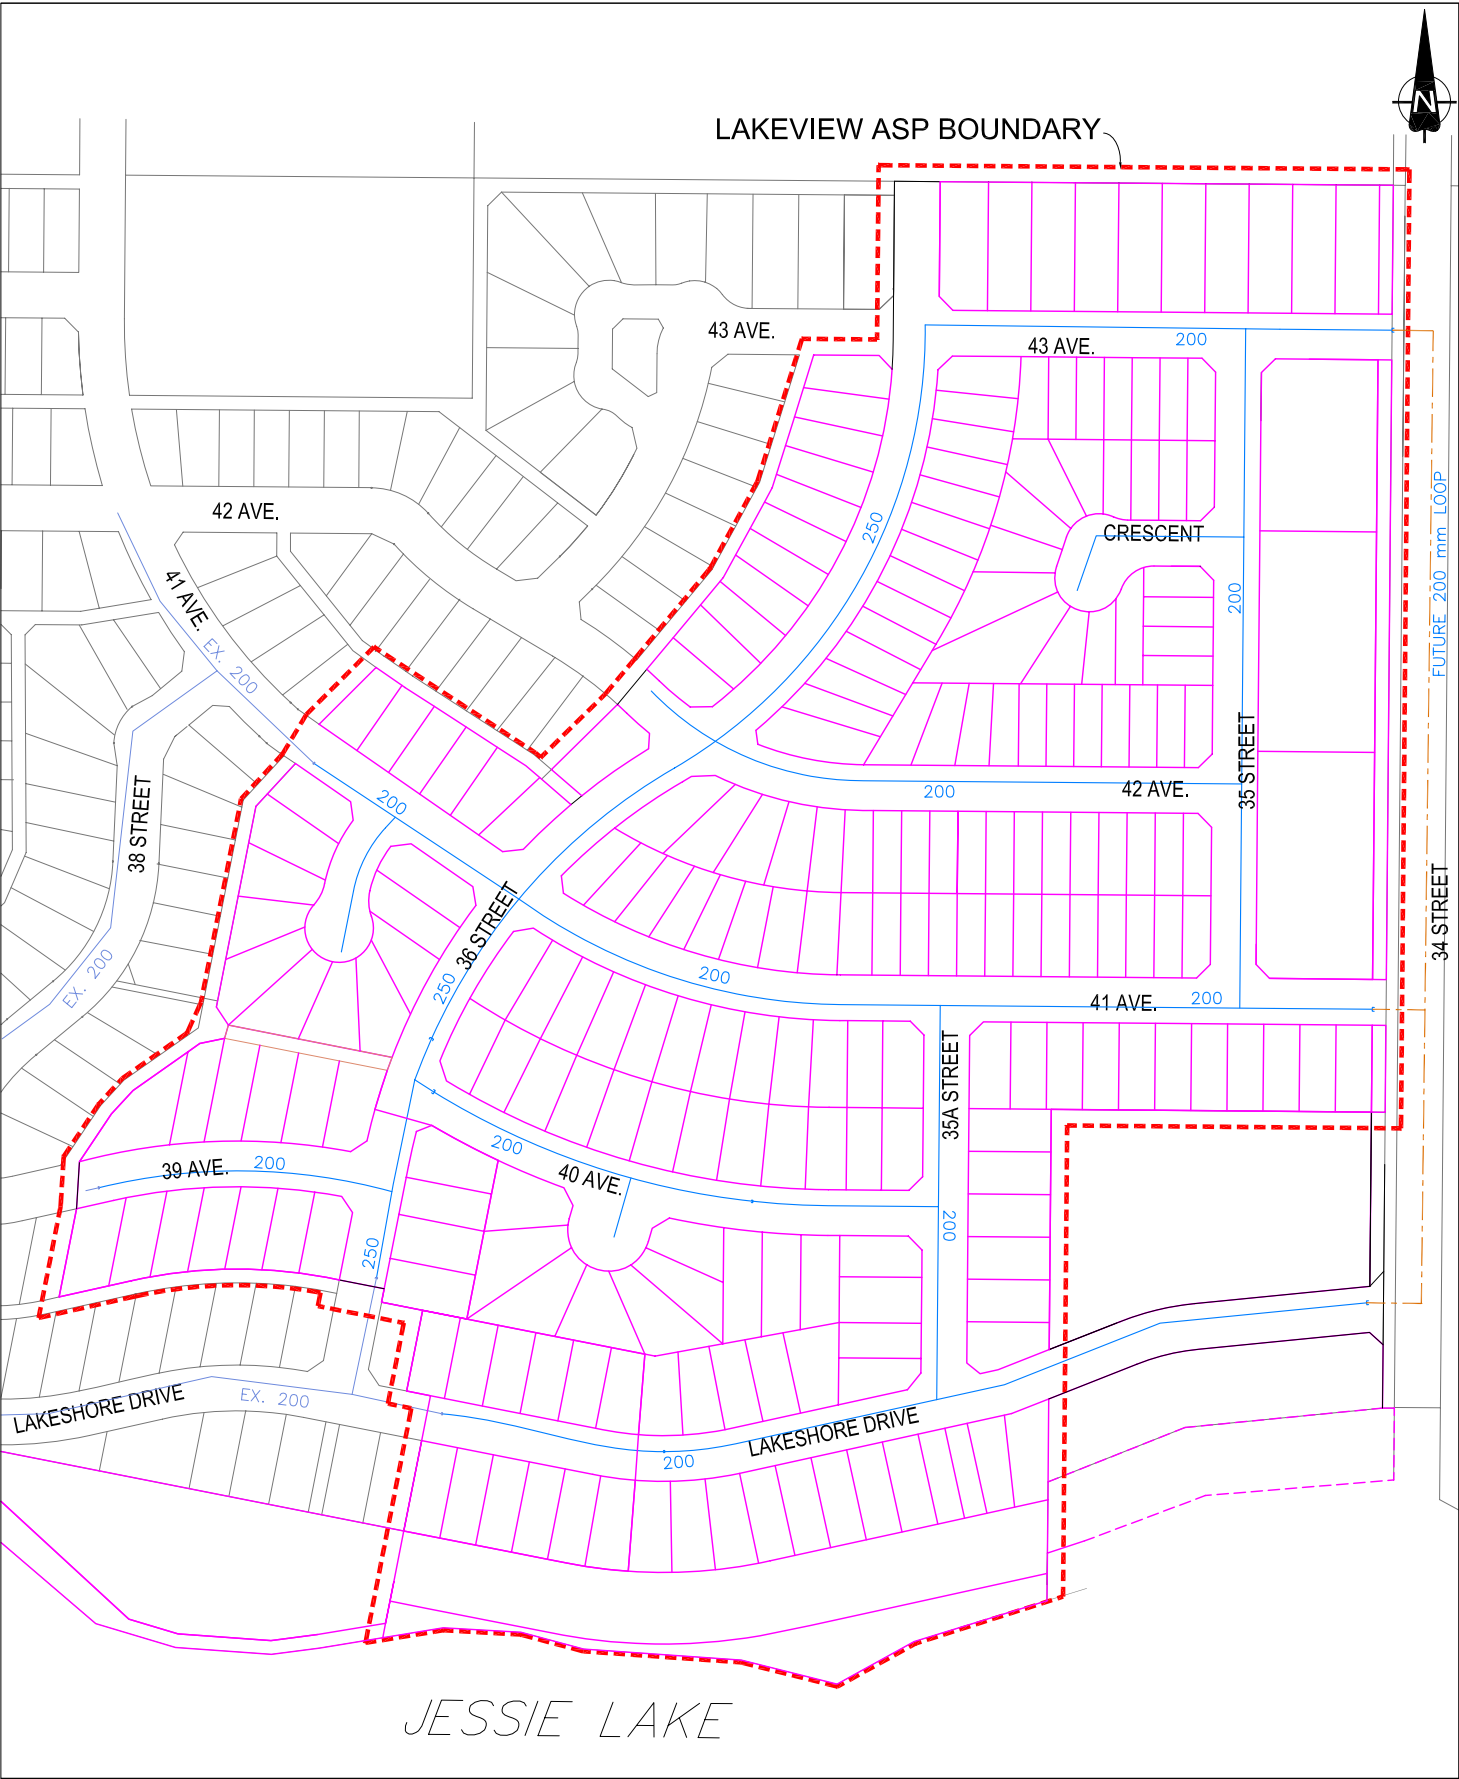 N
LAKEVIEW ASP BOUNDARY
43 AVE.
43 AVE.
200
250
FUTURE 200 mm LOOP
42 AVE.
CRESCENT
41 AVE.
200
EX. 200
35 STREET
42 AVE.
200
200
38 STREET
34 STREET
36 STREET
EX. 200
250
200
41 AVE.
200
35A STREET
200
39 AVE.
200
40 AVE.
200
250
EX. 200
LAKESHORE DRIVE
LAKESHORE DRIVE
200
JESSIE LAKE